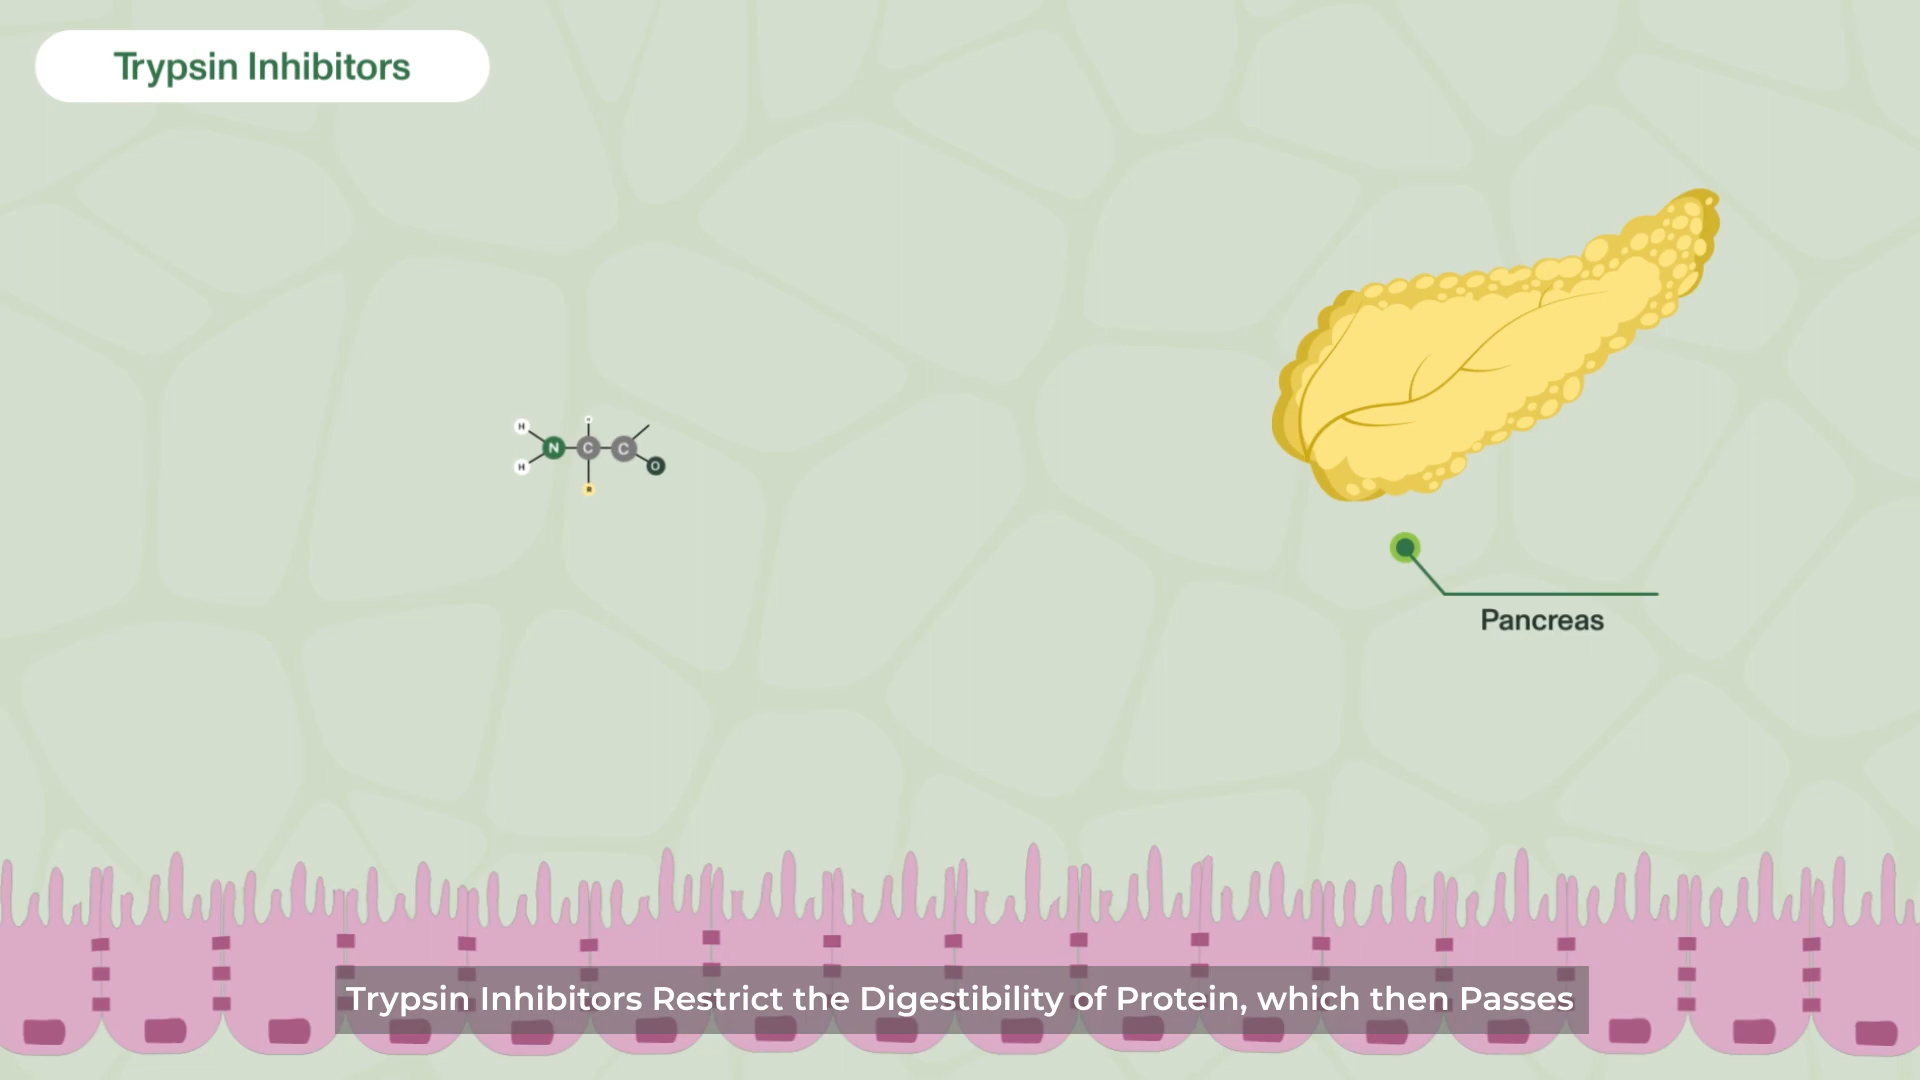 Trypsin Inhibitors
H
H
N
C
C
O
R
Pancreas
Trypsin Inhibitors Restrict the Digestibility of Protein, which then Passes